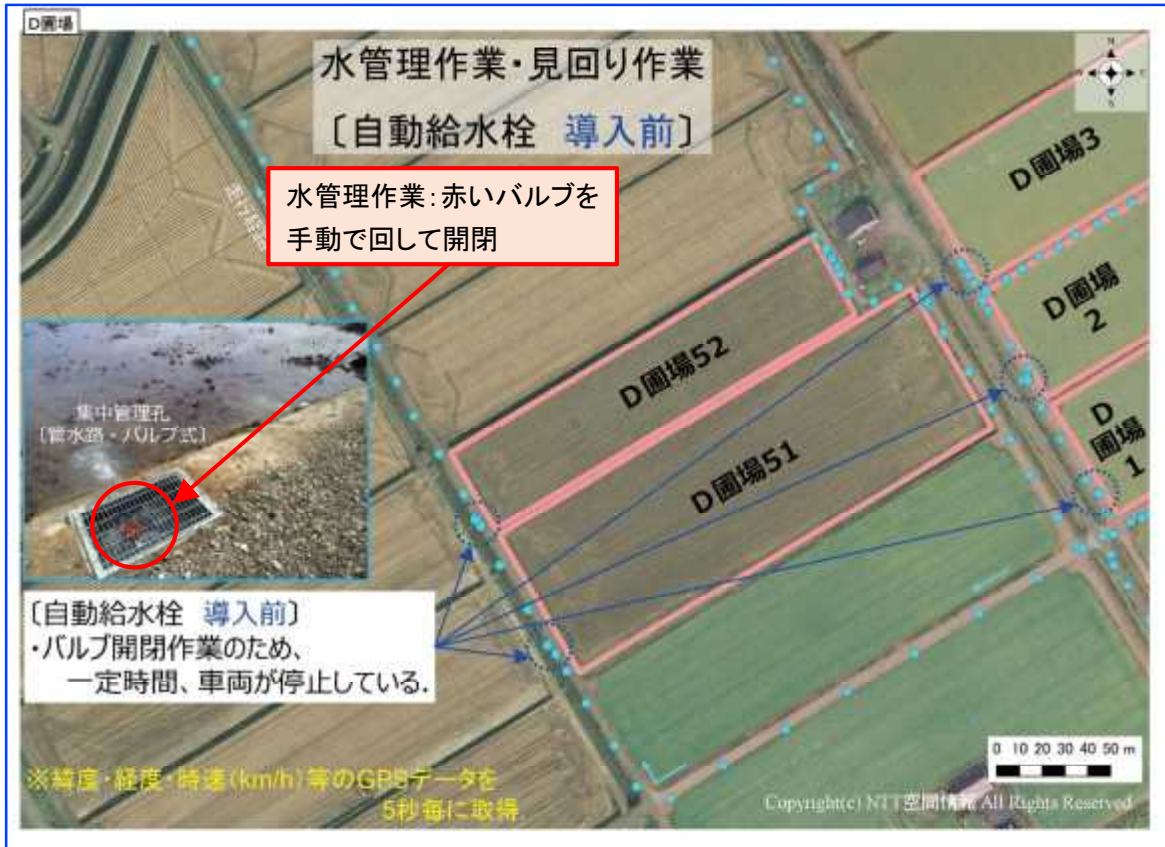 D圃場
水管理作業・見回り作業
〔自動給水栓 導入前〕
水管理作業:赤いバルブを
手動で回して開閉
N
S
D圃場3
D圃場
2
D
圃場
1
D圃場52
D圃場51
集中管理孔
〔管水路・バルブ式〕
〔自動給水栓 導入前〕
・バルブ開閉作業のため、
一定時間、車両が停止している.
※緯度・経度・時速(km/h)等のGPSデータを
5秒毎に取得
0 10 20 30 40 50 m
Copyright(c) NTT空間情報 All Rights Reserved